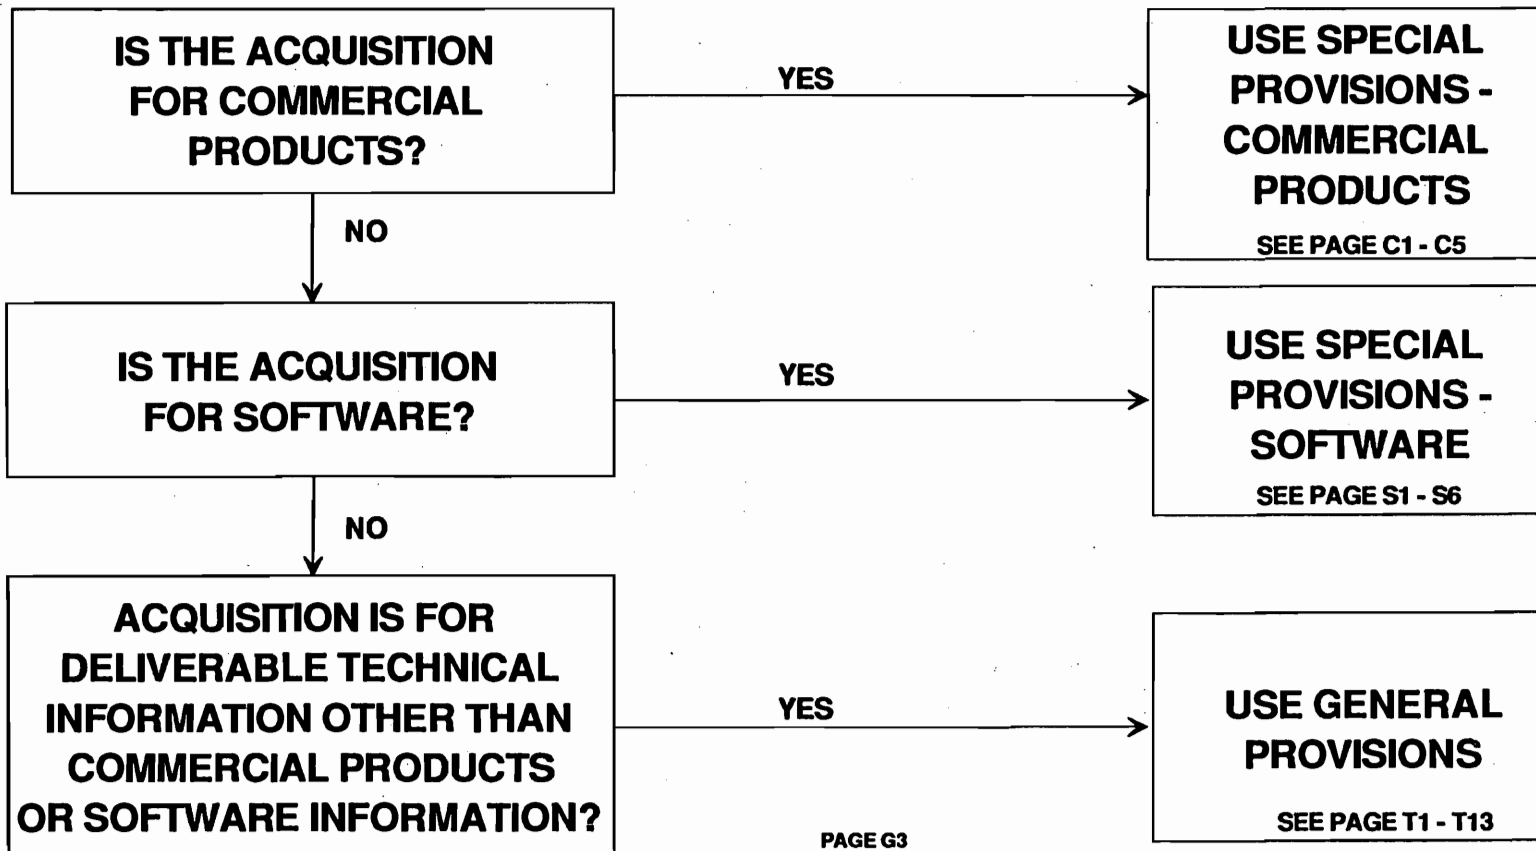 IS THE ACQUISITION
FOR COMMERCIAL
PRODUCTS?
YES
USE SPECIAL
PROVISIONS -
COMMERCIAL
PRODUCTS
SEE PAGE C1 - C5
NO
IS THE ACQUISITION
FOR SOFTWARE?
YES
USE SPECIAL
PROVISIONS -
SOFTWARE
SEE PAGE S1 - S6
NO
ACQUISITION IS FOR
DELIVERABLE TECHNICAL
INFORMATION OTHER THAN
COMMERCIAL PRODUCTS
OR SOFTWARE INFORMATION?
YES
USE GENERAL
PROVISIONS
SEE PAGE T1 - T13
PAGE G3